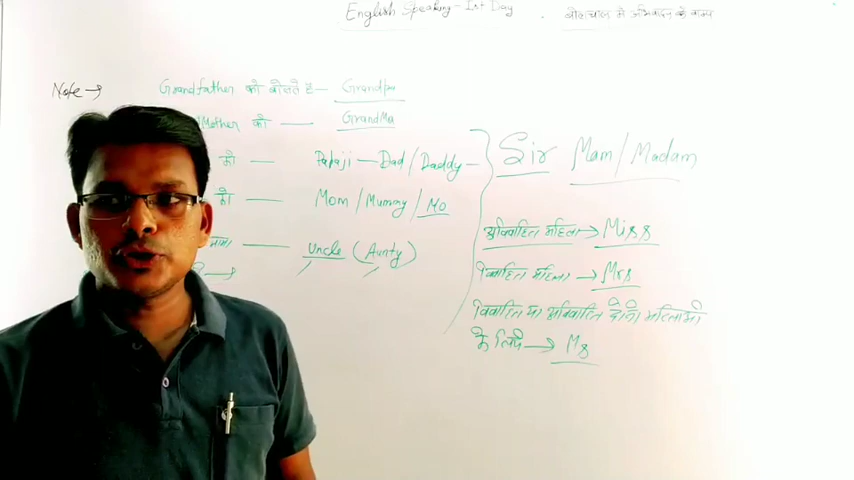 English Speaking - Ist Day
बोलचाल में अभिवादन के शब्द
Note →
Grandfather को बोलते है — Grandpa
Mother को — GrandMa
को — Papaji — Dad/Daddy
को — Mom/Mummy/Mo
मामा — Uncle (Aunty)
Sir Mam/Madam
अविवाहित महिला → Miss
विवाहित महिला → Mrs
विवाहित या अविवाहित दोनो महिलाओ
के लिए → Ms